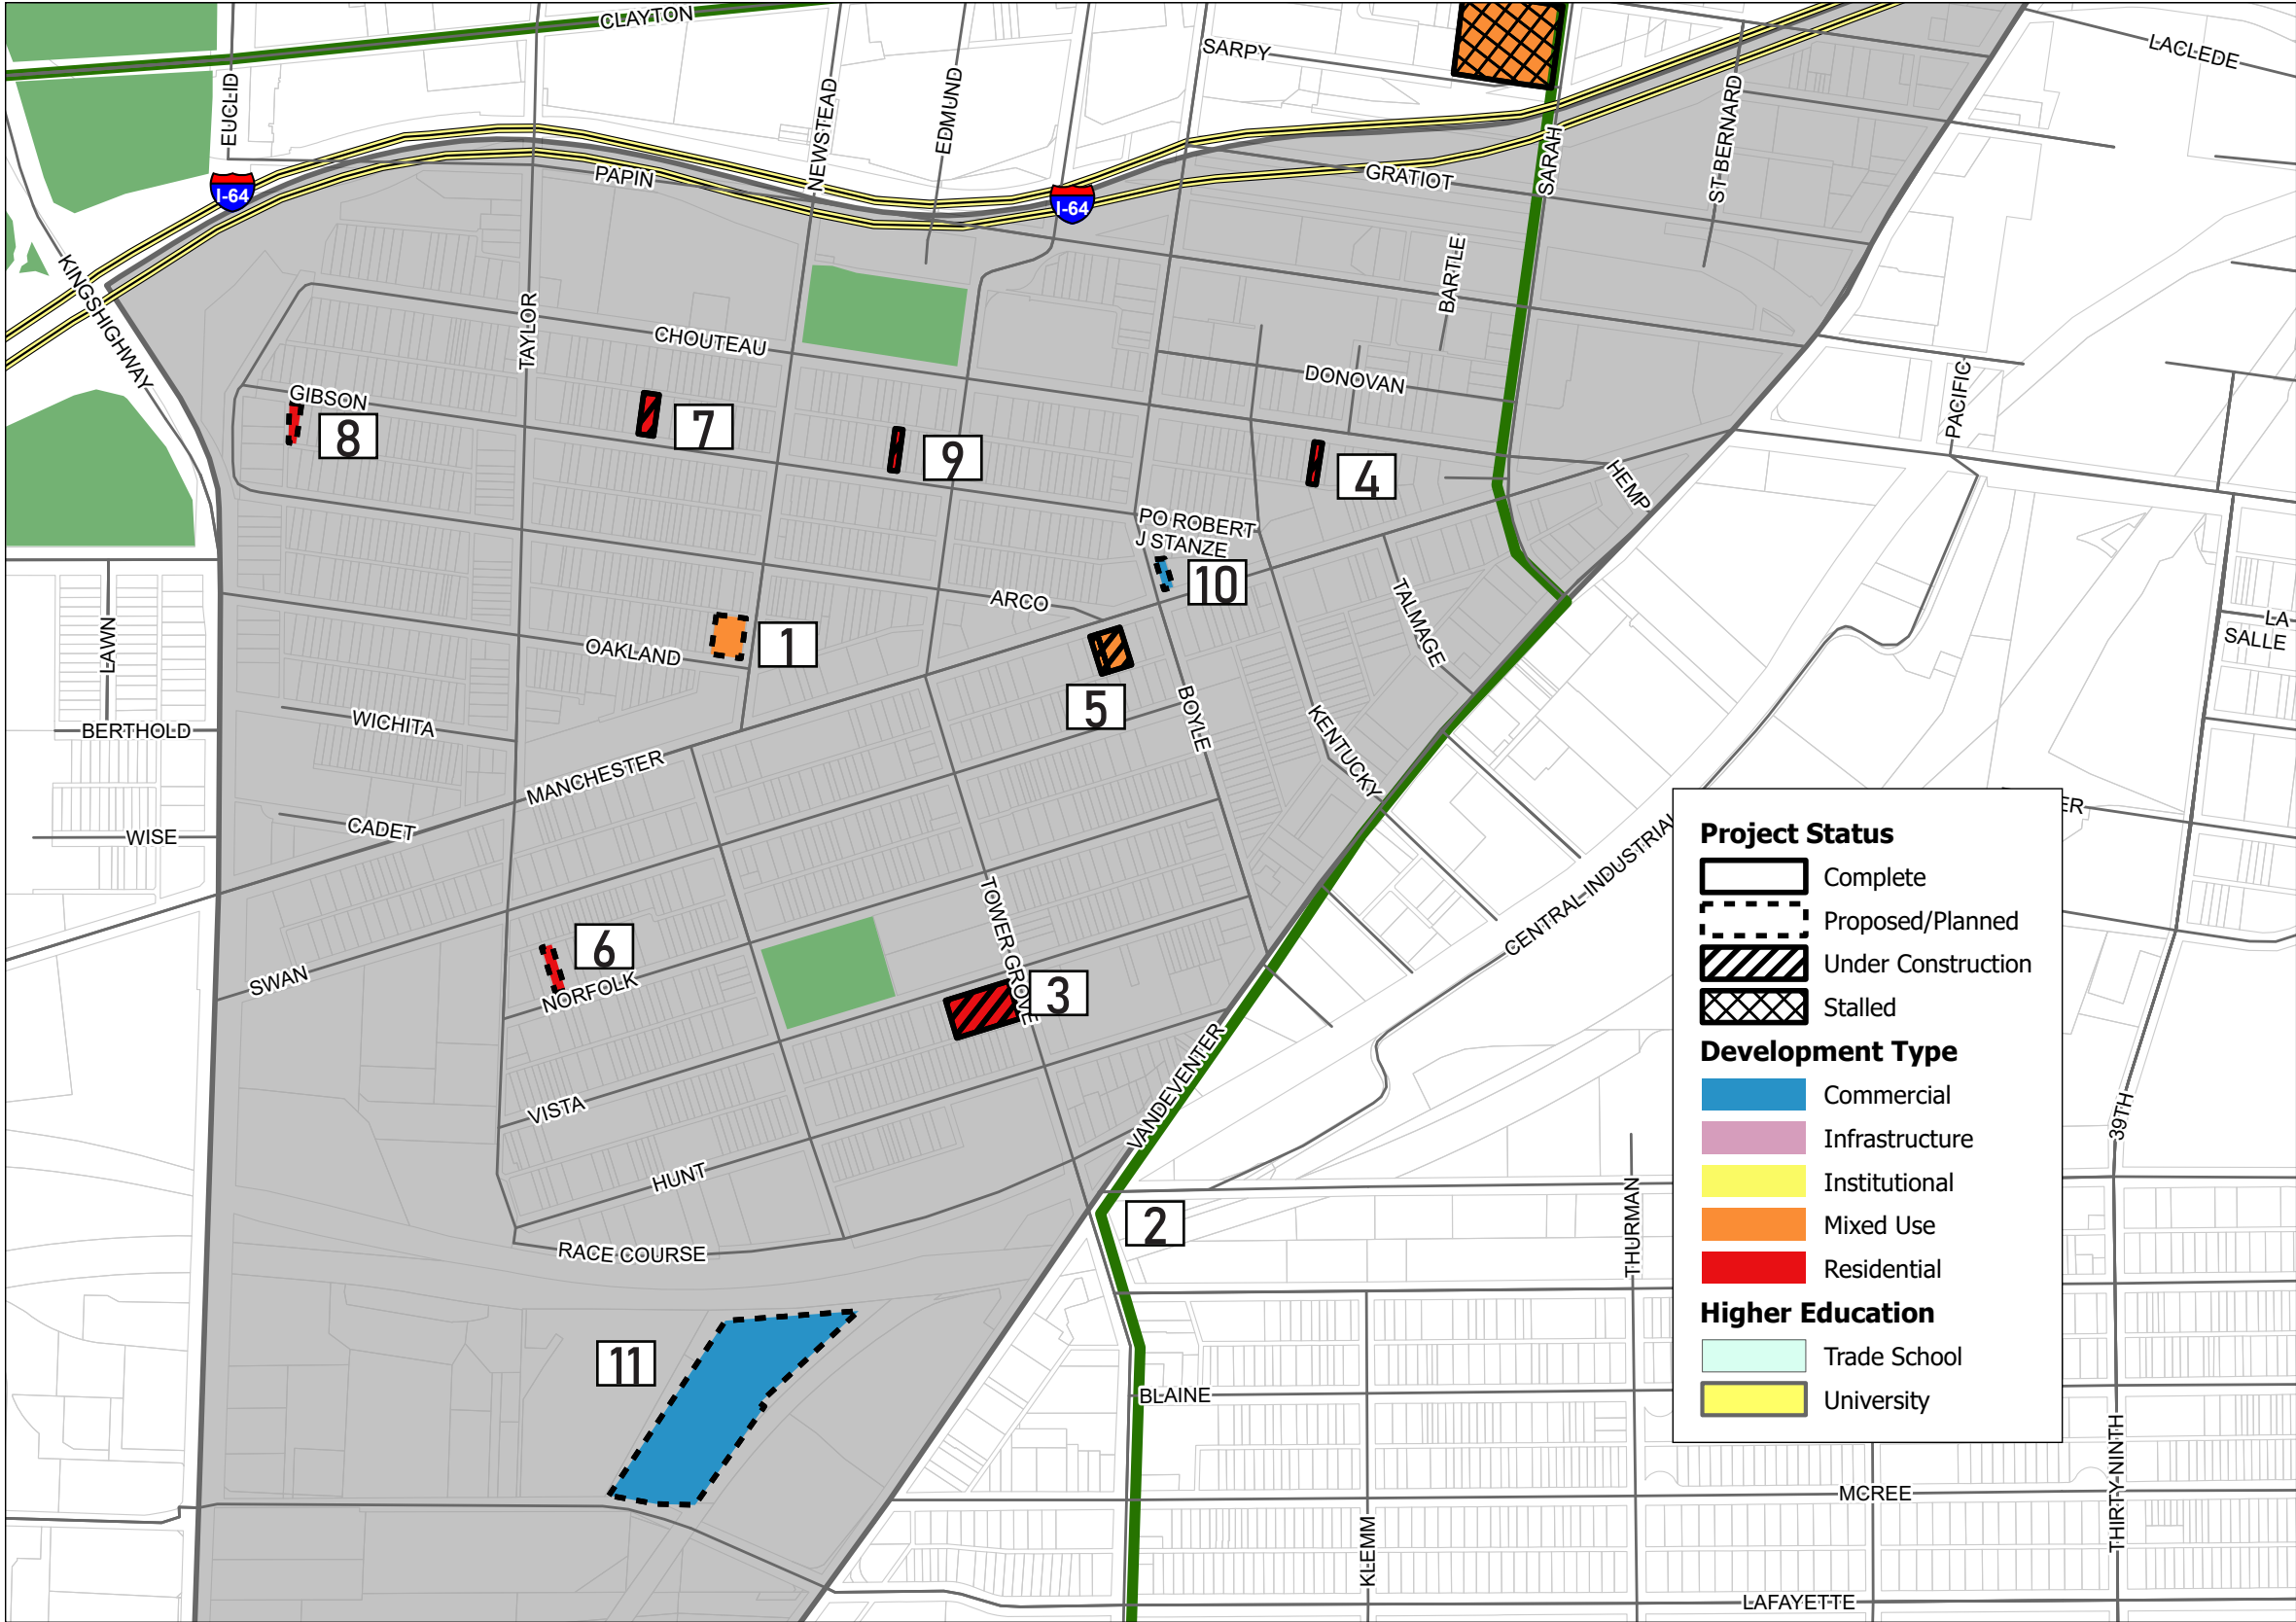 CLAYTON
SARPY
LACLEDE
EUCLID
NEWSTEAD
EDMUND
ST BERNARD
SARAH
I-64
I-64
PAPIN
GRATIOT
KINGSHIGHWAY
BARTLE
TAYLOR
CHOUTEAU
DONOVAN
PACIFIC
GIBSON
8
7
9
4
HEMP
PO ROBERT
J STANZE
10
ARCO
TALMAGE
LAWN
OAKLAND
1
LA
SALLE
5
BOYLE
KENTUCKY
WICHITA
BERTHOLD
MANCHESTER
CADET
WISE
ER
CENTRAL INDUSTRIAL
TOWER GROVE
6
SWAN
NORFOLK
3
VANDEVENTER
VISTA
39TH
HUNT
2
THURMAN
RACE COURSE
11
BLAINE
MCREE
KLEMM
THIRTY-NINTH
LAFAYETTE
Project Status
Complete
Proposed/Planned
Under Construction
Stalled
Development Type
Commercial
Infrastructure
Institutional
Mixed Use
Residential
Higher Education
Trade School
University